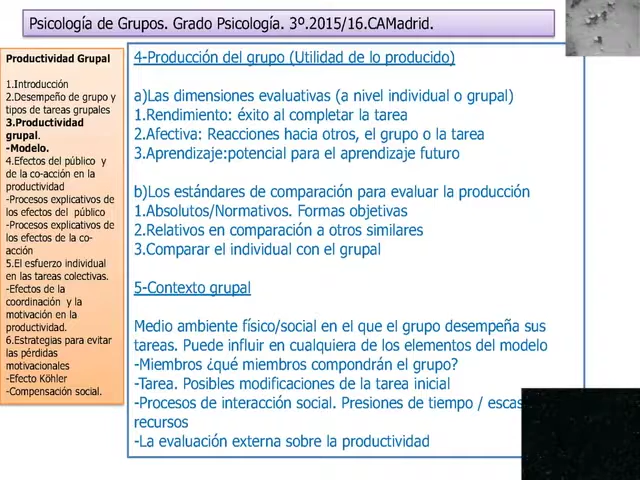 Psicología de Grupos. Grado Psicología. 3º.2015/16.CAMadrid.
Productividad Grupal
1.Introducción
2.Desempeño de grupo y
tipos de tareas grupales
3.Productividad
grupal.
-Modelo.
4.Efectos del público y
de la co-acción en la
productividad
-Procesos explicativos de
los efectos del público
-Procesos explicativos de
los efectos de la co-
acción
5.El esfuerzo individual
en las tareas colectivas.
-Efectos de la
coordinación y la
motivación en la
productividad.
6.Estrategias para evitar
las pérdidas
motivacionales
-Efecto Köhler
-Compensación social.
4-Producción del grupo (Utilidad de lo producido)
a)Las dimensiones evaluativas (a nivel individual o grupal)
1.Rendimiento: éxito al completar la tarea
2.Afectiva: Reacciones hacia otros, el grupo o la tarea
3.Aprendizaje:potencial para el aprendizaje futuro
b)Los estándares de comparación para evaluar la producción
1.Absolutos/Normativos. Formas objetivas
2.Relativos en comparación a otros similares
3.Comparar el individual con el grupal
5-Contexto grupal
Medio ambiente físico/social en el que el grupo desempeña sus
tareas. Puede influir en cualquiera de los elementos del modelo
-Miembros ¿qué miembros compondrán el grupo?
-Tarea. Posibles modificaciones de la tarea inicial
-Procesos de interacción social. Presiones de tiempo /
recursos
-La evaluación externa sobre la productividad